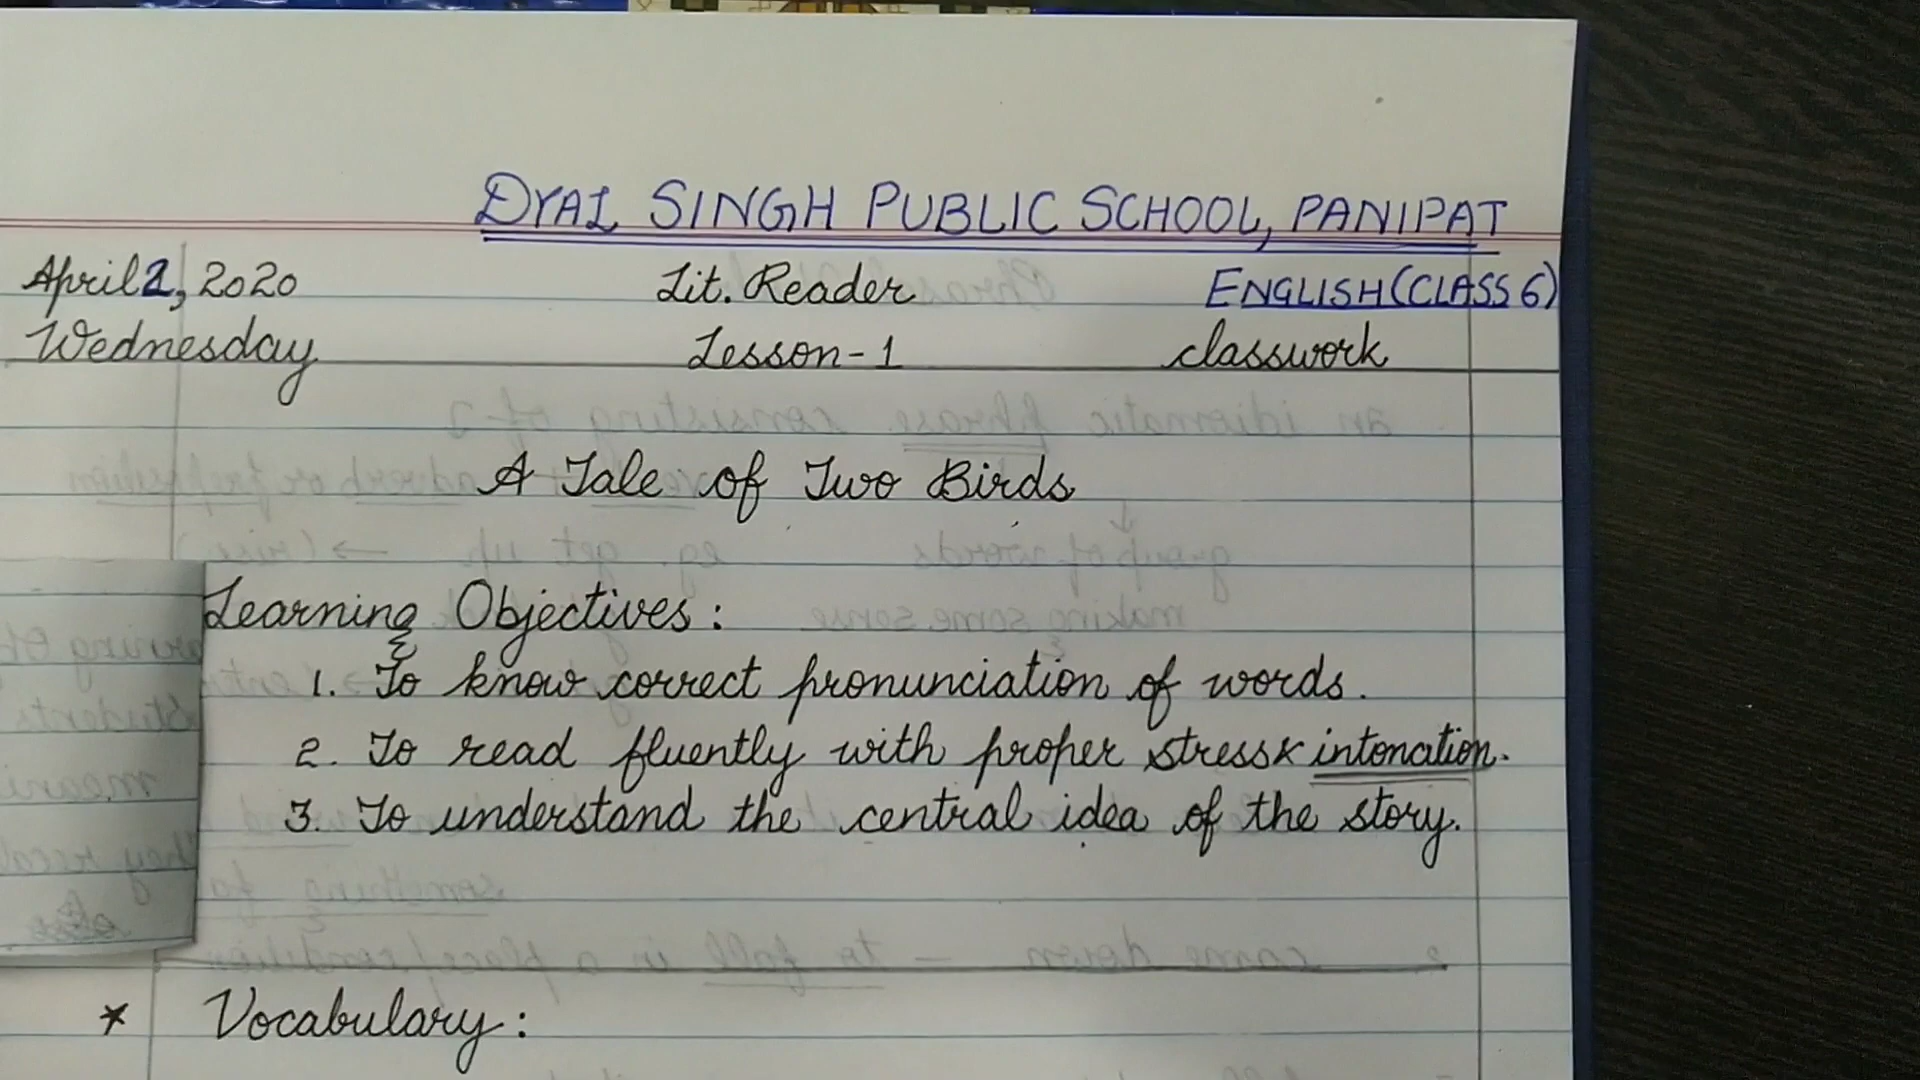 DYAL SINGH PUBLIC SCHOOL, PANIPAT
April 2, 2020 Lit. Reader ENGLISH (CLASS 6)
Wednesday Lesson-1 classwork
A Tale of Two Birds
Learning Objectives:
1. To know correct pronunciation of words.
2. To read fluently with proper stress & intonation.
3. To understand the central idea of the story.
* Vocabulary: